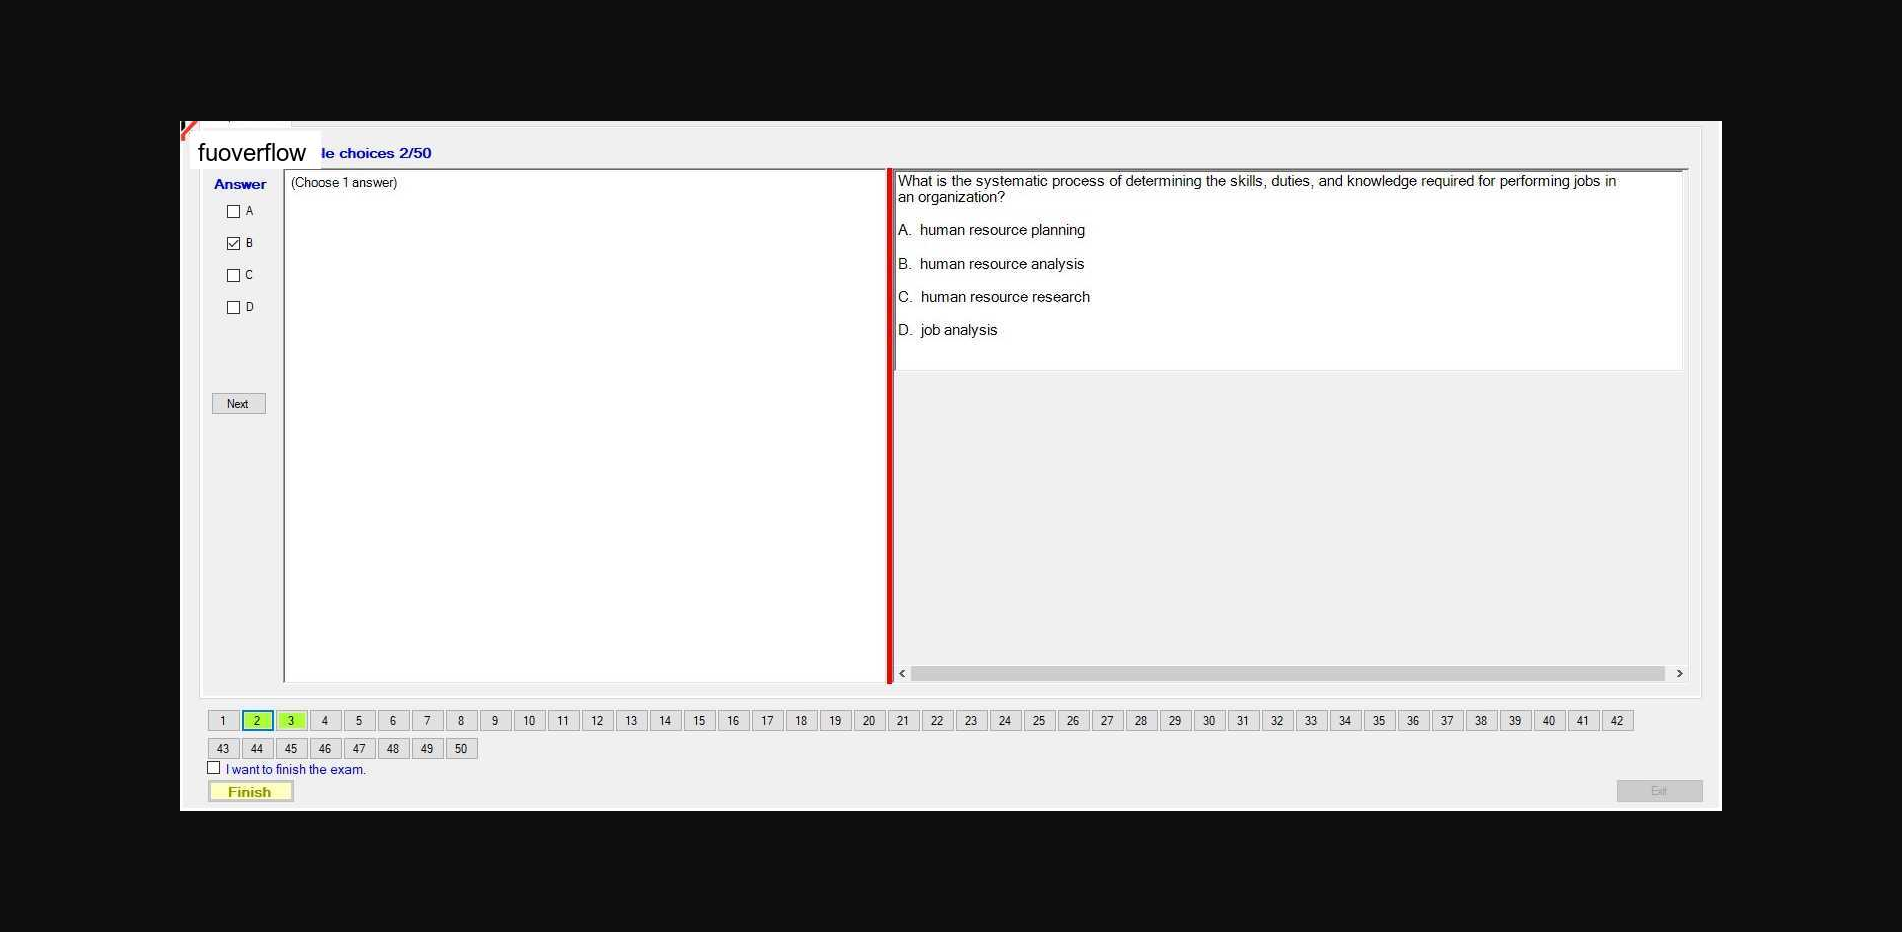 fuoverflow
le choices 2/50
Answer
(Choose 1 answer)
A
B
C
D
Next
What is the systematic process of determining the skills, duties, and knowledge required for performing jobs in
an organization?
A. human resource planning
B. human resource analysis
C. human resource research
D. job analysis
1 2 3 4 5 6 7 8 9 10 11 12 13 14 15 16 17 18 19 20 21 22 23 24 25 26 27 28 29 30 31 32 33 34 35 36 37 38 39 40 41 42
43 44 45 46 47 48 49 50
I want to finish the exam.
Finish
Exit